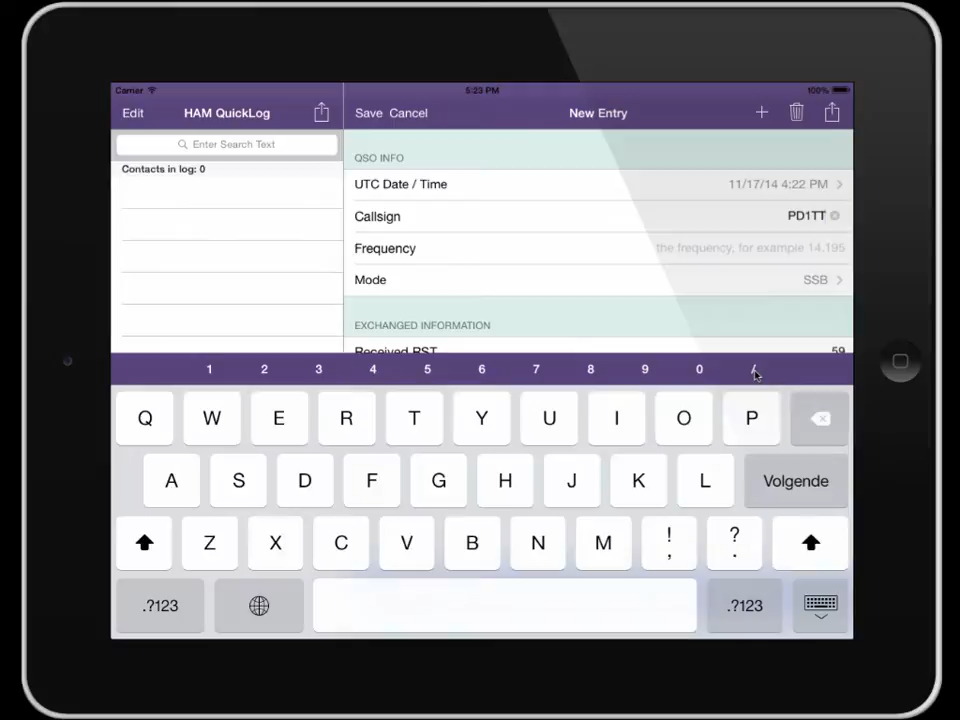 Carrier 5:23 PM 100%
Edit HAM QuickLog Save Cancel New Entry +
Enter Search Text
Contacts in log: 0
QSO INFO
UTC Date / Time 11/17/14 4:22 PM
Callsign PD1TT
Frequency the frequency, for example 14.195
Mode SSB
EXCHANGED INFORMATION
Received RST 59
1 2 3 4 5 6 7 8 9 0 /
Q W E R T Y U I O P
A S D F G H J K L Volgende
Z X C V B N M ! , ? .
.?123 .?123